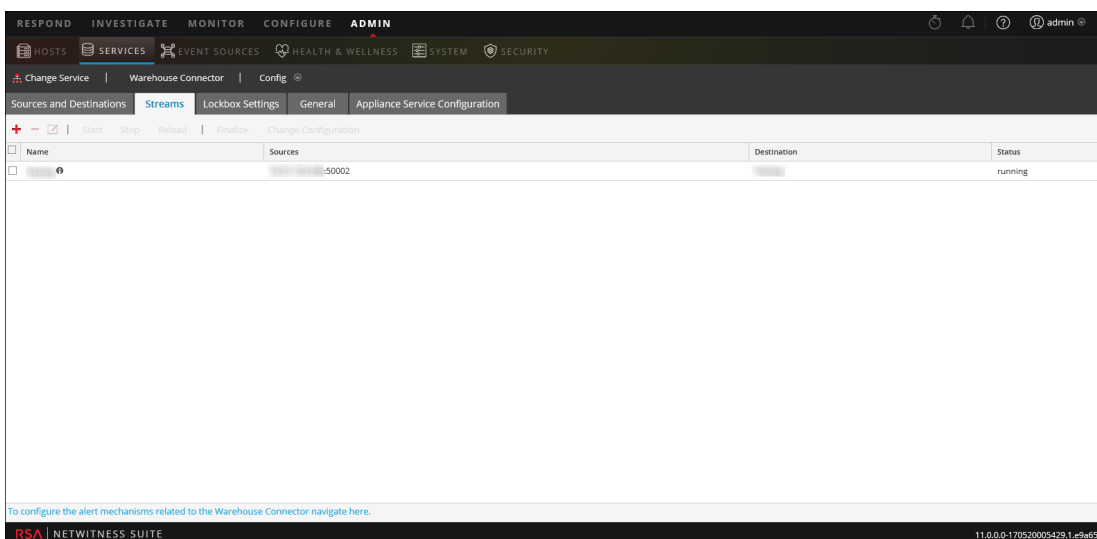 RESPOND INVESTIGATE MONITOR CONFIGURE ADMIN admin
HOSTS SERVICES EVENT SOURCES HEALTH & WELLNESS SYSTEM SECURITY
Change Service | Warehouse Connector | Config
Sources and Destinations Streams Lockbox Settings General Appliance Service Configuration
Start Stop Reload | Finalize Change Configuration
Name Sources Destination Status
:50002 running
To configure the alert mechanisms related to the Warehouse Connector navigate here.
RSA | NETWITNESS SUITE 11.0.0.0-170520005429.1.e9a65